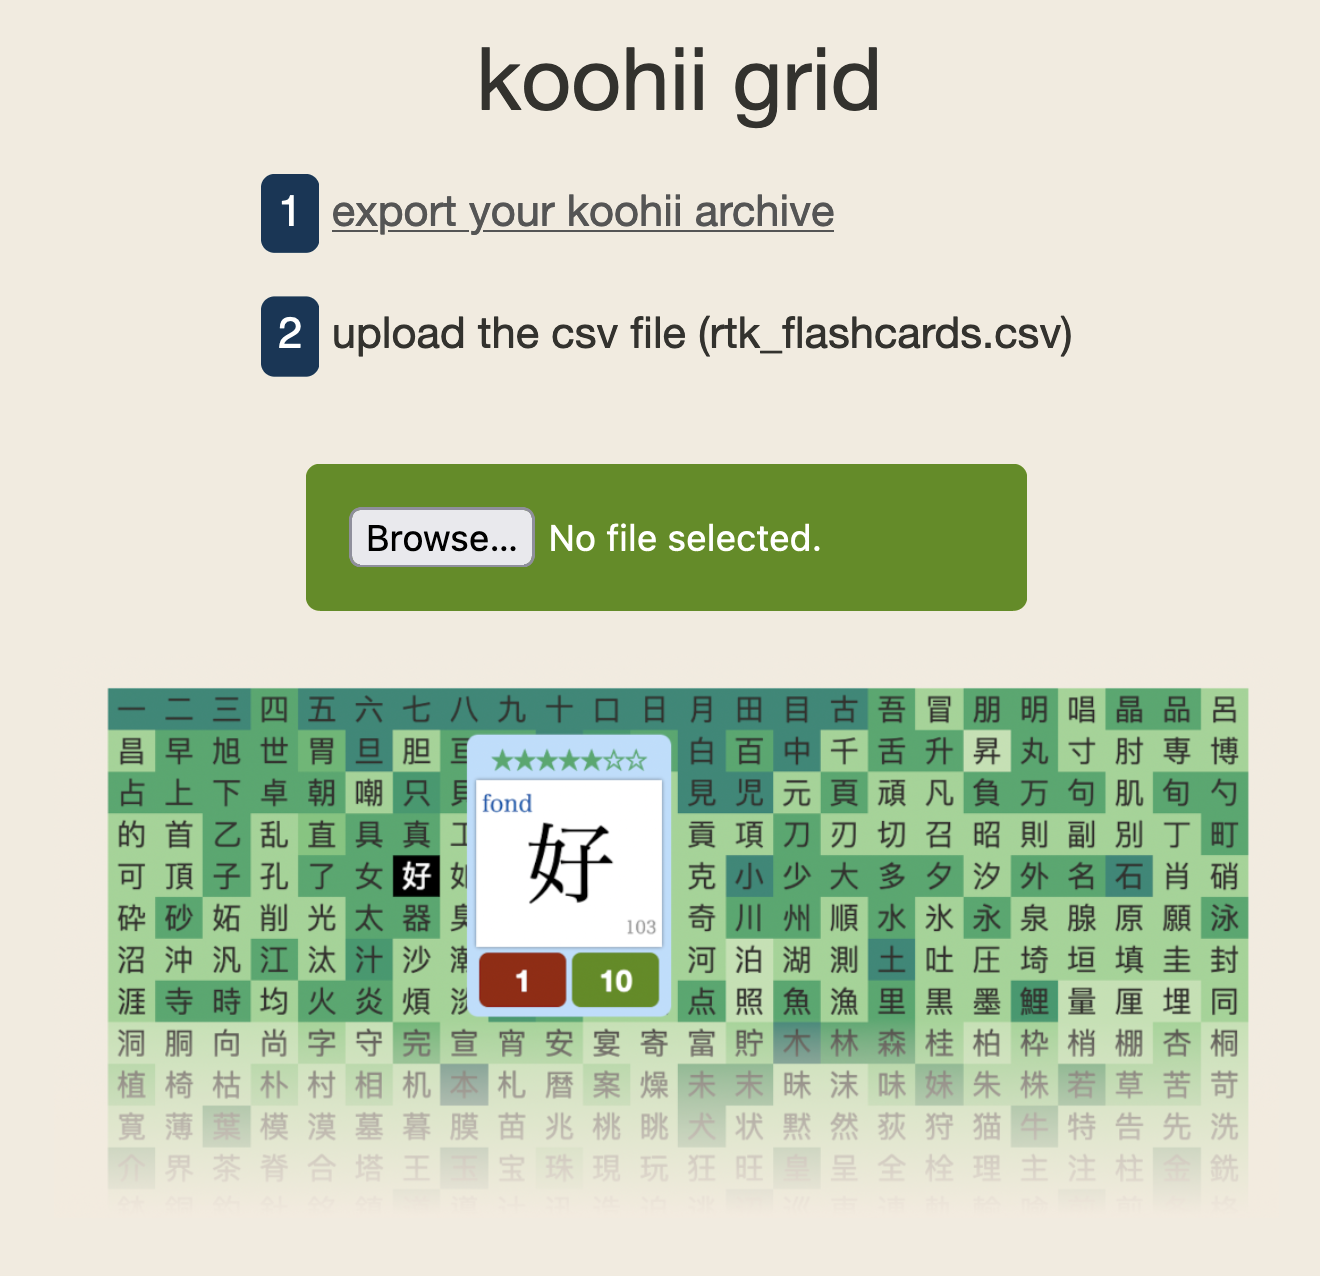 koohii grid
1 export your koohii archive
2 upload the csv file (rtk_flashcards.csv)
Browse... No file selected.
一 二 三 四 五 六 七 八 九 十 口 日 月 田 目 古 吾 冒 朋 明 唱 晶 品 呂
昌 早 旭 世 胃 旦 胆 亘 白 百 中 千 舌 升 昇 丸 寸 肘 専 博
占 上 下 卓 朝 嘲 只 貝 見 児 元 頁 頑 凡 負 万 句 肌 旬 勺
的 首 乙 乱 直 具 真 工 貢 項 刀 刃 切 召 昭 則 副 別 丁 町
可 頂 子 孔 了 女 好 如 克 小 少 大 多 夕 汐 外 名 石 肖 硝
砕 砂 妬 削 光 太 器 臭 奇 川 州 順 水 氷 永 泉 腺 原 願 泳
沼 沖 汎 江 汰 汁 沙 潮 河 泊 湖 測 土 吐 圧 埼 垣 填 圭 封
涯 寺 時 均 火 炎 煩 淡 点 照 魚 漁 里 黒 墨 鯉 量 厘 埋 同
洞 胴 向 尚 字 守 完 宣 宵 安 宴 寄 富 貯 木 林 森 桂 柏 枠 梢 棚 杏 桐
植 椅 枯 朴 村 相 机 本 札 暦 案 燥 未 末 昧 沫 味 妹 朱 株 若 草 苦 苛
寛 薄 葉 模 漠 墓 暮 膜 苗 兆 桃 眺 犬 状 黙 然 荻 狩 猫 牛 特 告 先 洗
介 界 茶 脊 合 塔 王 玉 宝 珠 現 玩 狂 旺 皇 呈 全 栓 理 主 注 柱 金 銑
★★★★★☆☆
fond
好
103
1 10